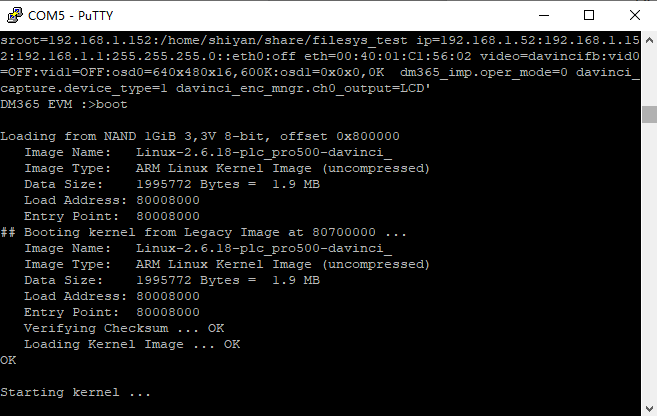 COM5 - PuTTY
sroot=192.168.1.152:/home/shiyan/share/filesys_test ip=192.168.1.52:192.168.1.15
2:192.168.1.1:255.255.255.0::eth0:off eth=00:40:01:C1:56:02 video=davincifb:vid0
=OFF:vid1=OFF:osd0=640x480x16,600K:osd1=0x0x0,0K  dm365_imp.oper_mode=0 davinci_
capture.device_type=1 davinci_enc_mngr.ch0_output=LCD'
DM365 EVM :>boot
Loading from NAND 1GiB 3,3V 8-bit, offset 0x800000
Image Name:   Linux-2.6.18-plc_pro500-davinci_
Image Type:   ARM Linux Kernel Image (uncompressed)
Data Size:    1995772 Bytes =  1.9 MB
Load Address: 80008000
Entry Point:  80008000
## Booting kernel from Legacy Image at 80700000 ...
Image Name:   Linux-2.6.18-plc_pro500-davinci_
Image Type:   ARM Linux Kernel Image (uncompressed)
Data Size:    1995772 Bytes =  1.9 MB
Load Address: 80008000
Entry Point:  80008000
Verifying Checksum ... OK
Loading Kernel Image ... OK
OK
Starting kernel ...